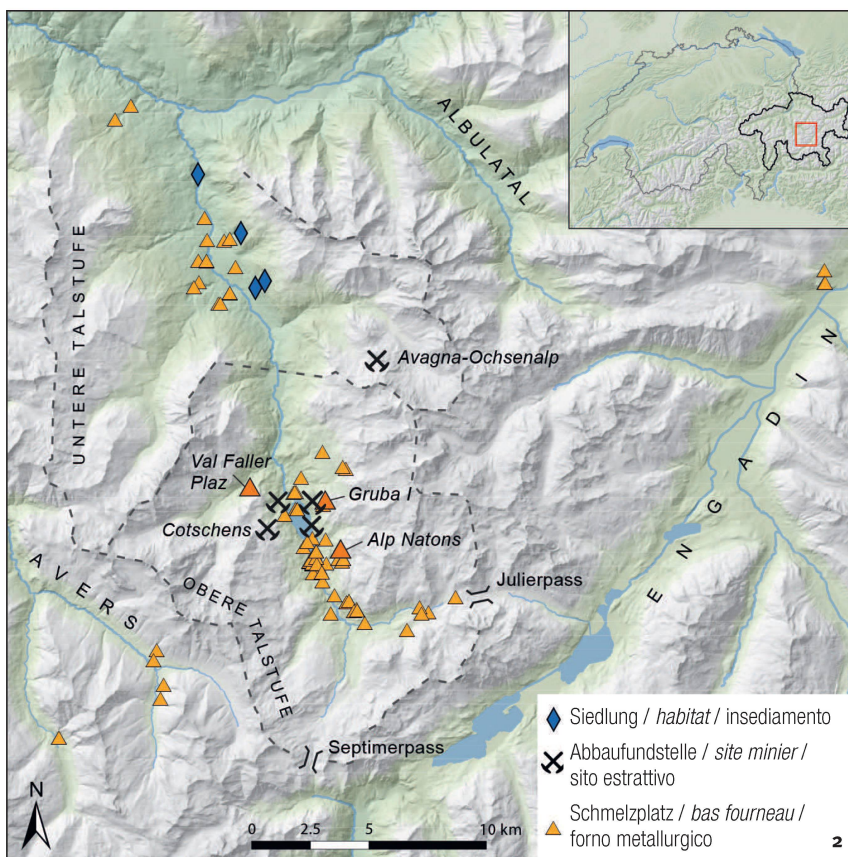 ALBULATAL
UNTERE TALSTUFE
Avagna-Ochsenalp
ENGADIN
Val Faller
Plaz
Gruba I
Cotschens
Alp Natons
AVERS
OBERE TALSTUFE
Julierpass
Septimerpass
Siedlung / habitat / insediamento
Abbaufundstelle / site minier /
sito estrattivo
Schmelzplatz / bas fourneau /
forno metallurgico
N
0 2.5 5 10 km
2